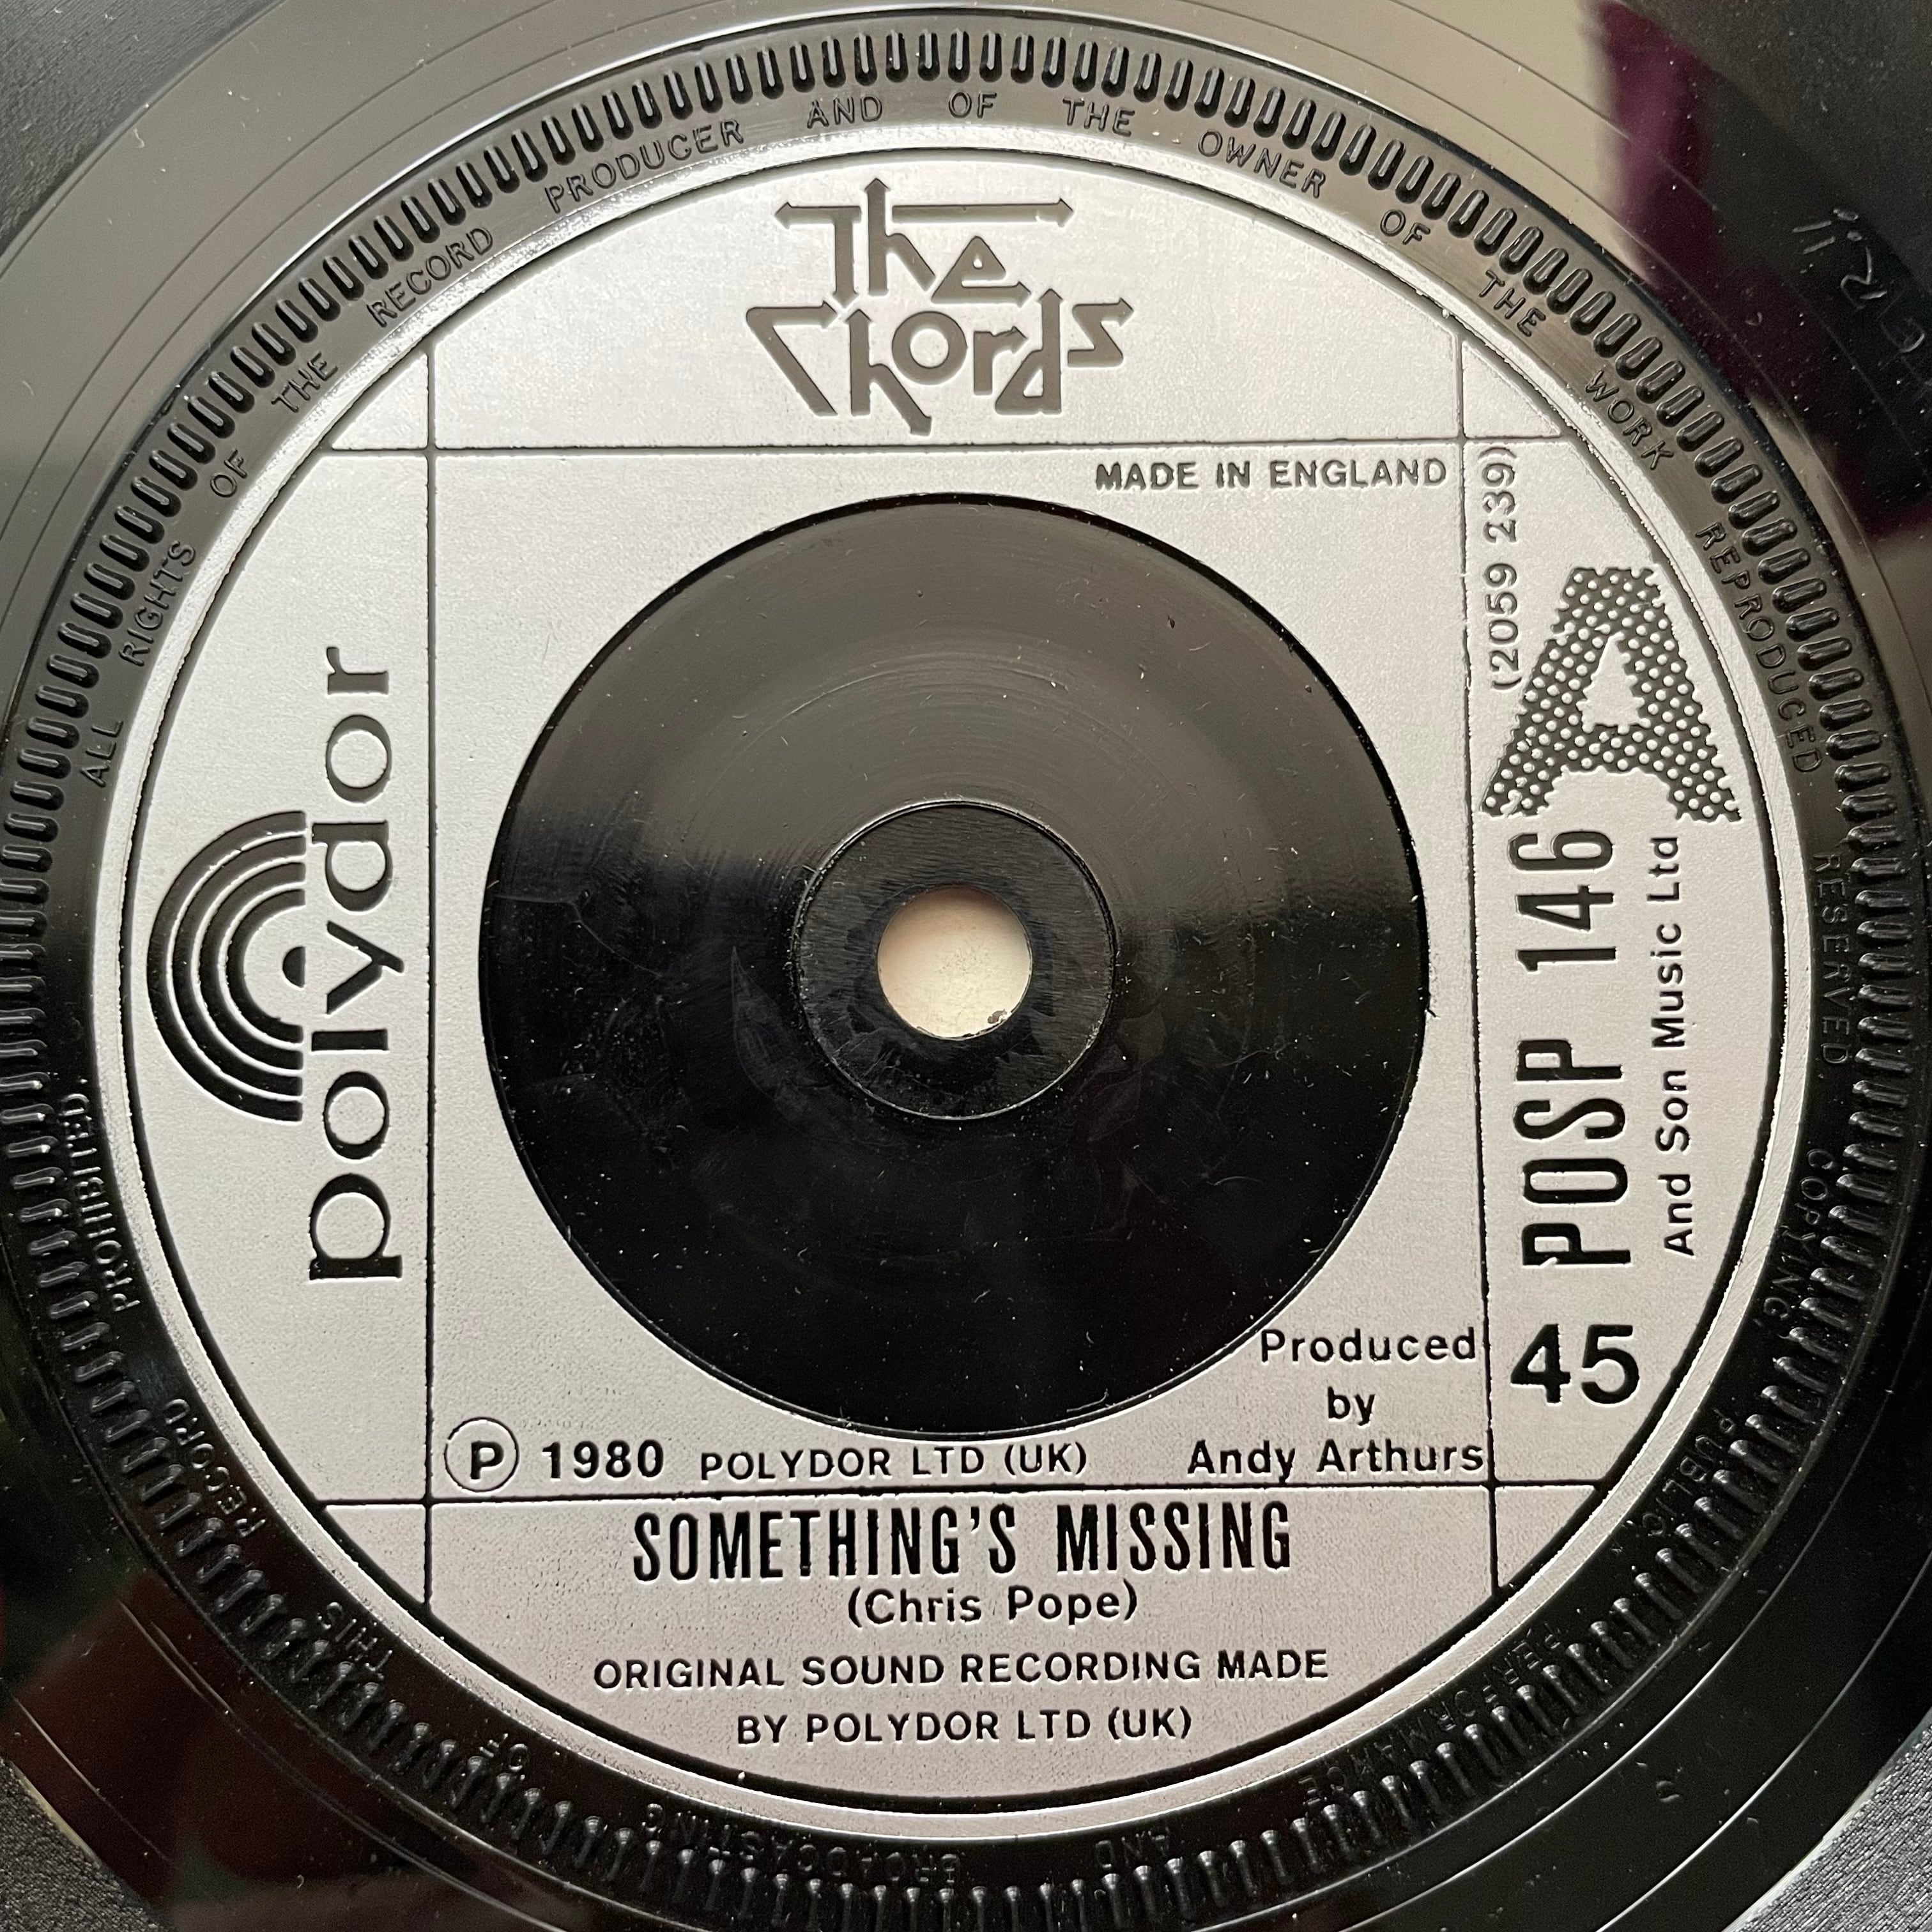 ALL RIGHTS OF THE RECORD PRODUCER AND OF THE OWNER OF THE WORK REPRODUCED RESERVED. COPYING, PUBLIC PERFORMANCE AND BROADCASTING OF THIS RECORD PROHIBITED.
The
Chords
MADE IN ENGLAND
(2059 239)
A
polydor
POSP 146
And Son Music Ltd
45
Produced
by
Andy Arthurs
Ⓟ 1980 POLYDOR LTD (UK)
SOMETHING'S MISSING
(Chris Pope)
ORIGINAL SOUND RECORDING MADE
BY POLYDOR LTD (UK)